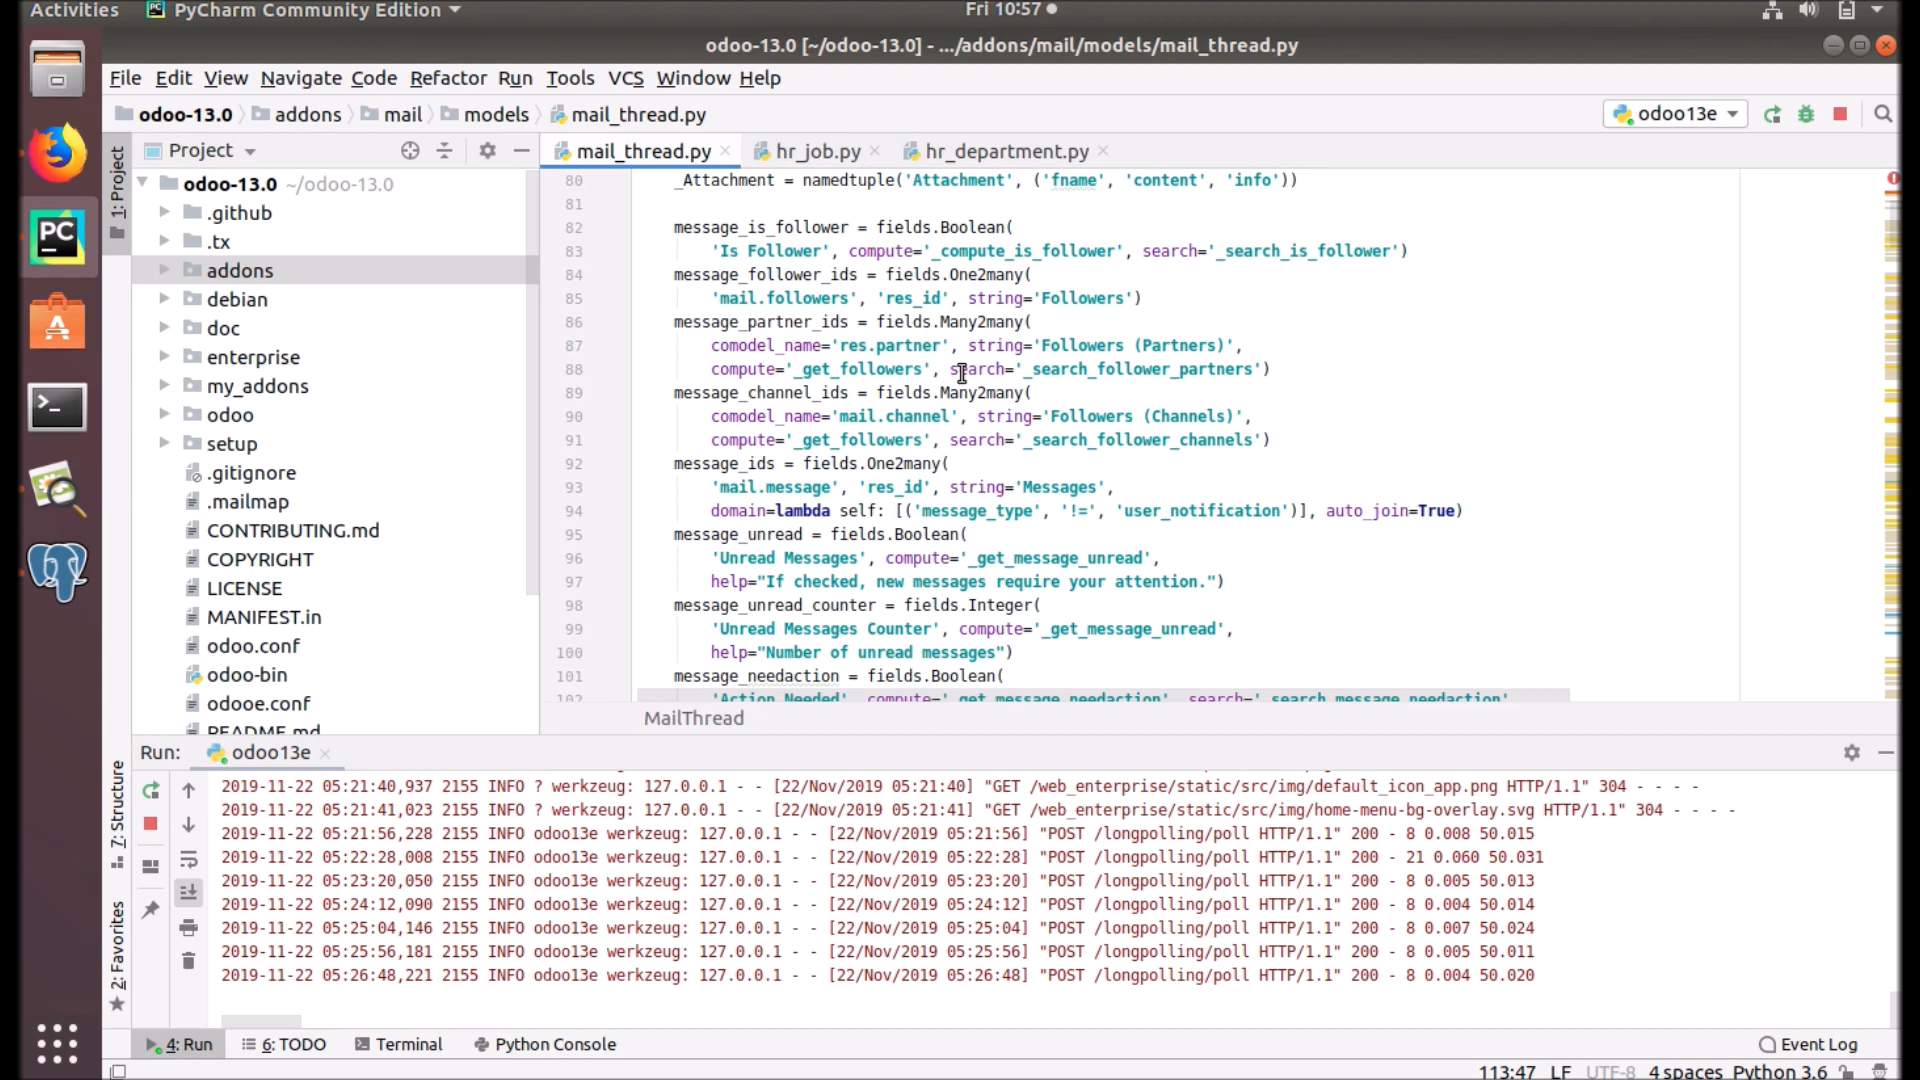 Activities PyCharm Community Edition Fri 10:57
odoo-13.0 [~/odoo-13.0] - .../addons/mail/models/mail_thread.py
File Edit View Navigate Code Refactor Run Tools VCS Window Help
odoo-13.0 addons mail models mail_thread.py odoo13e
1: Project
Project
mail_thread.py hr_job.py hr_department.py
odoo-13.0 ~/odoo-13.0
.github
.tx
addons
debian
doc
enterprise
my_addons
odoo
setup
.gitignore
.mailmap
CONTRIBUTING.md
COPYRIGHT
LICENSE
MANIFEST.in
odoo.conf
odoo-bin
odooe.conf
README.md
80 _Attachment = namedtuple('Attachment', ('fname', 'content', 'info'))
81
82 message_is_follower = fields.Boolean(
83 'Is Follower', compute='_compute_is_follower', search='_search_is_follower')
84 message_follower_ids = fields.One2many(
85 'mail.followers', 'res_id', string='Followers')
86 message_partner_ids = fields.Many2many(
87 comodel_name='res.partner', string='Followers (Partners)',
88 compute='_get_followers', search='_search_follower_partners')
89 message_channel_ids = fields.Many2many(
90 comodel_name='mail.channel', string='Followers (Channels)',
91 compute='_get_followers', search='_search_follower_channels')
92 message_ids = fields.One2many(
93 'mail.message', 'res_id', string='Messages',
94 domain=lambda self: [('message_type', '!=', 'user_notification')], auto_join=True)
95 message_unread = fields.Boolean(
96 'Unread Messages', compute='_get_message_unread',
97 help="If checked, new messages require your attention.")
98 message_unread_counter = fields.Integer(
99 'Unread Messages Counter', compute='_get_message_unread',
100 help="Number of unread messages")
101 message_needaction = fields.Boolean(
102 'Action Needed', compute='_get_message_needaction', search='_search_message_needaction',
MailThread
Run: odoo13e
7: Structure
2: Favorites
2019-11-22 05:21:40,937 2155 INFO ? werkzeug: 127.0.0.1 - - [22/Nov/2019 05:21:40] "GET /web_enterprise/static/src/img/default_icon_app.png HTTP/1.1" 304 - - - -
2019-11-22 05:21:41,023 2155 INFO ? werkzeug: 127.0.0.1 - - [22/Nov/2019 05:21:41] "GET /web_enterprise/static/src/img/home-menu-bg-overlay.svg HTTP/1.1" 304 - - - -
2019-11-22 05:21:56,228 2155 INFO odoo13e werkzeug: 127.0.0.1 - - [22/Nov/2019 05:21:56] "POST /longpolling/poll HTTP/1.1" 200 - 8 0.008 50.015
2019-11-22 05:22:28,008 2155 INFO odoo13e werkzeug: 127.0.0.1 - - [22/Nov/2019 05:22:28] "POST /longpolling/poll HTTP/1.1" 200 - 21 0.060 50.031
2019-11-22 05:23:20,050 2155 INFO odoo13e werkzeug: 127.0.0.1 - - [22/Nov/2019 05:23:20] "POST /longpolling/poll HTTP/1.1" 200 - 8 0.005 50.013
2019-11-22 05:24:12,090 2155 INFO odoo13e werkzeug: 127.0.0.1 - - [22/Nov/2019 05:24:12] "POST /longpolling/poll HTTP/1.1" 200 - 8 0.004 50.014
2019-11-22 05:25:04,146 2155 INFO odoo13e werkzeug: 127.0.0.1 - - [22/Nov/2019 05:25:04] "POST /longpolling/poll HTTP/1.1" 200 - 8 0.007 50.024
2019-11-22 05:25:56,181 2155 INFO odoo13e werkzeug: 127.0.0.1 - - [22/Nov/2019 05:25:56] "POST /longpolling/poll HTTP/1.1" 200 - 8 0.005 50.011
2019-11-22 05:26:48,221 2155 INFO odoo13e werkzeug: 127.0.0.1 - - [22/Nov/2019 05:26:48] "POST /longpolling/poll HTTP/1.1" 200 - 8 0.004 50.020
4: Run 6: TODO Terminal Python Console Event Log
113:47 LF UTF-8 4 spaces Python 3.6